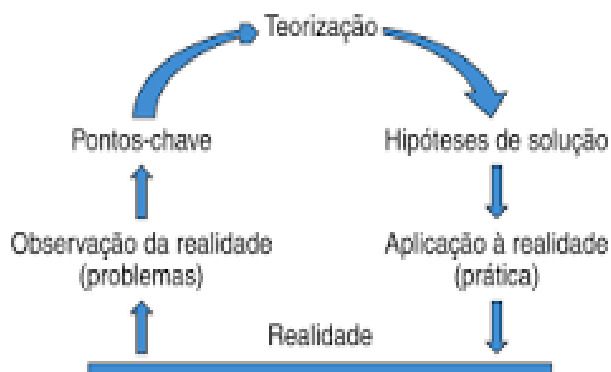 Teorização
Pontos-chave
Hipóteses de solução
Observação da realidade
(problemas)
Aplicação à realidade
(prática)
Realidade